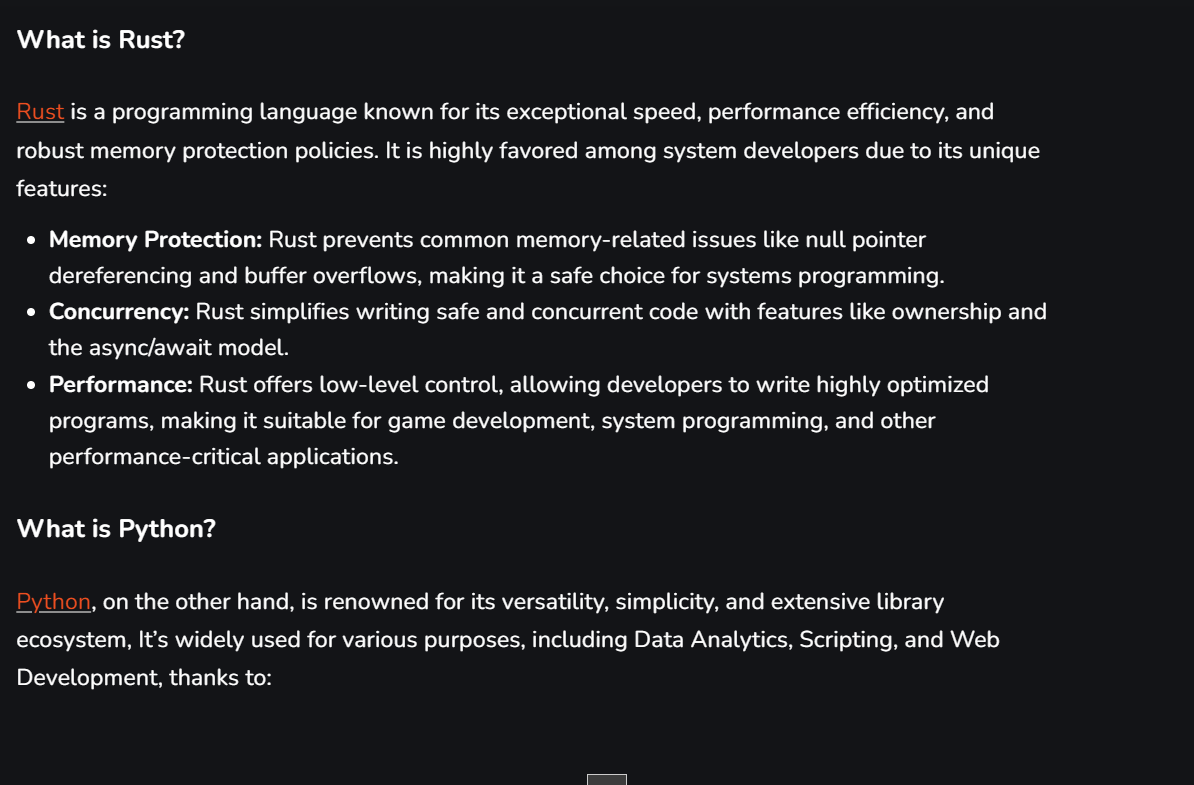 What is Rust?
Rust is a programming language known for its exceptional speed, performance efficiency, and
robust memory protection policies. It is highly favored among system developers due to its unique
features:
• Memory Protection: Rust prevents common memory-related issues like null pointer
dereferencing and buffer overflows, making it a safe choice for systems programming.
• Concurrency: Rust simplifies writing safe and concurrent code with features like ownership and
the async/await model.
• Performance: Rust offers low-level control, allowing developers to write highly optimized
programs, making it suitable for game development, system programming, and other
performance-critical applications.
What is Python?
Python, on the other hand, is renowned for its versatility, simplicity, and extensive library
ecosystem, It’s widely used for various purposes, including Data Analytics, Scripting, and Web
Development, thanks to: